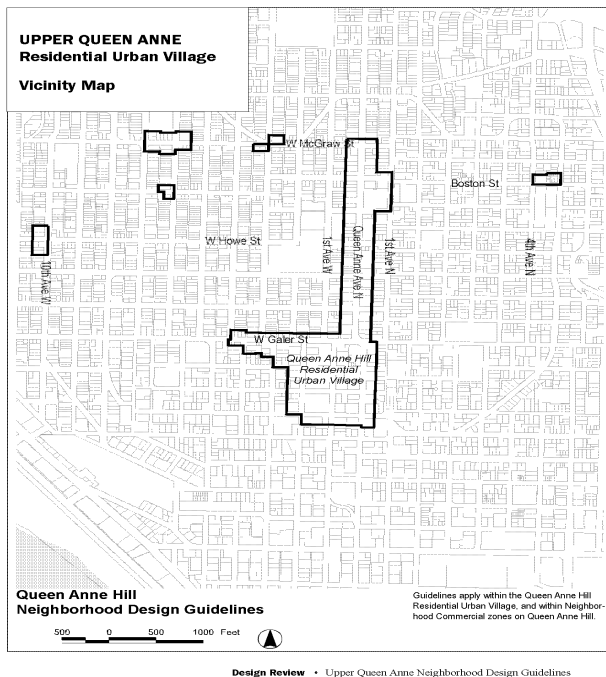 UPPER QUEEN ANNE
Residential Urban Village
Vicinity Map
W McGraw St
Boston St
W Howe St
1st Ave W
Queen Anne Ave N
1st Ave N
4th Ave N
10th Ave W
W Galer St
Queen Anne Hill
Residential
Urban Village
Queen Anne Hill
Neighborhood Design Guidelines
Guidelines apply within the Queen Anne Hill
Residential Urban Village, and within Neighbor-
hood Commercial zones on Queen Anne Hill.
500 0 500 1000 Feet
Design Review • Upper Queen Anne Neighborhood Design Guidelines